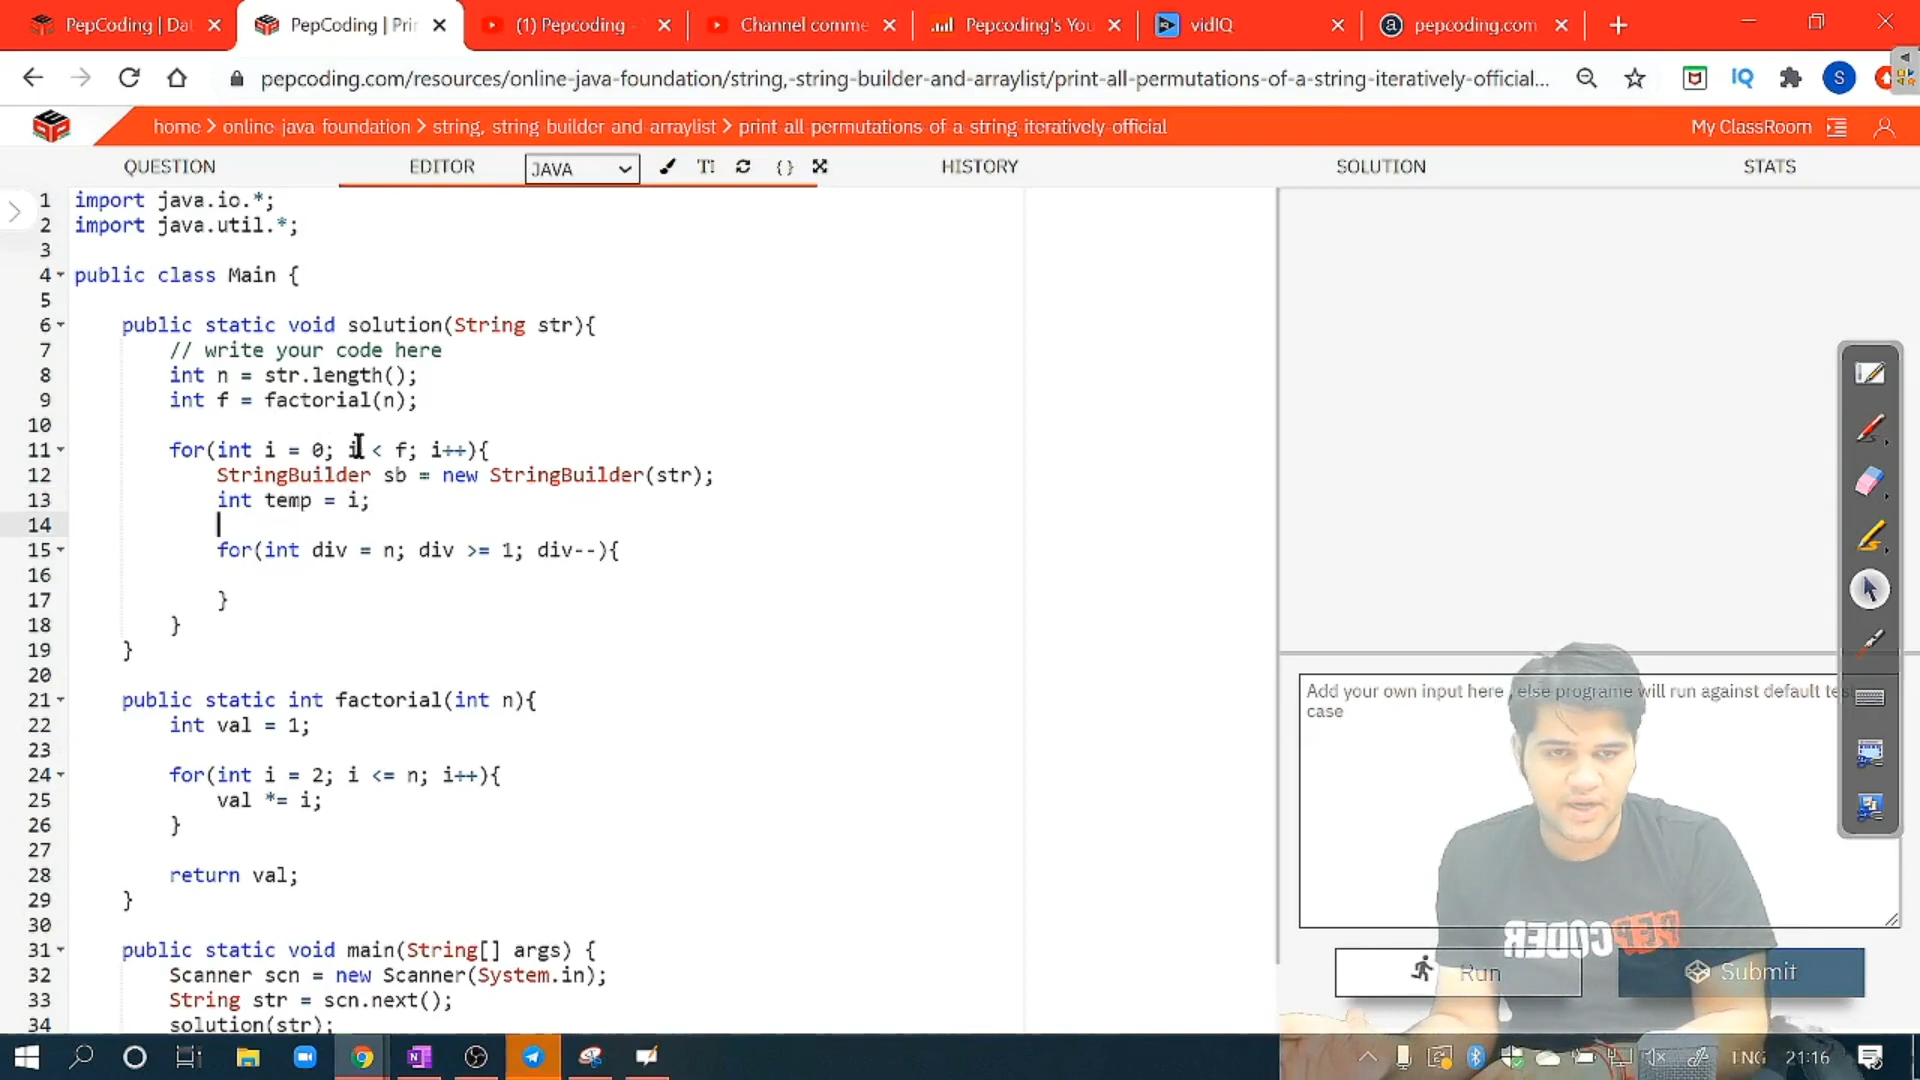 PepCoding | Dat
PepCoding | Prin
(1) Pepcoding -
Channel comme
Pepcoding's You
vidIQ
pepcoding.com
pepcoding.com/resources/online-java-foundation/string,-string-builder-and-arraylist/print-all-permutations-of-a-string-iteratively-official...
home > online java foundation > string, string builder and arraylist > print all permutations of a string iteratively-official
My ClassRoom
QUESTION
EDITOR
JAVA
HISTORY
SOLUTION
STATS
1 import java.io.*;
2 import java.util.*;
3
4 public class Main {
5
6 public static void solution(String str){
7 // write your code here
8 int n = str.length();
9 int f = factorial(n);
10
11 for(int i = 0; i < f; i++){
12 StringBuilder sb = new StringBuilder(str);
13 int temp = i;
14
15 for(int div = n; div >= 1; div--){
16
17 }
18 }
19 }
20
21 public static int factorial(int n){
22 int val = 1;
23
24 for(int i = 2; i <= n; i++){
25 val *= i;
26 }
27
28 return val;
29 }
30
31 public static void main(String[] args) {
32 Scanner scn = new Scanner(System.in);
33 String str = scn.next();
34 solution(str);
Add your own input here , else programe will run against default te
case
PEPCODER
Run
Submit
ENG
21:16